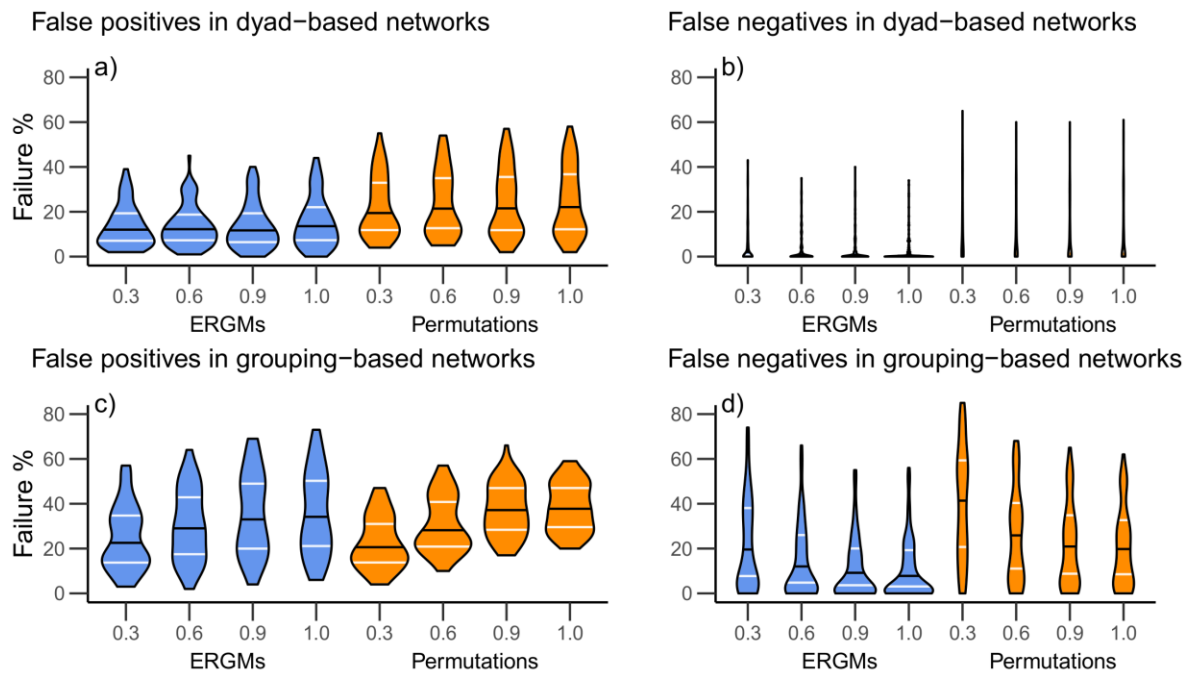 False positives in dyad−based networks
False negatives in dyad−based networks
a)
b)
Failure %
80
60
40
20
0
80
60
40
20
0
0.3 0.6 0.9 1.0 0.3 0.6 0.9 1.0
ERGMs Permutations
0.3 0.6 0.9 1.0 0.3 0.6 0.9 1.0
ERGMs Permutations
False positives in grouping−based networks
False negatives in grouping−based networks
c)
d)
Failure %
80
60
40
20
0
80
60
40
20
0
0.3 0.6 0.9 1.0 0.3 0.6 0.9 1.0
ERGMs Permutations
0.3 0.6 0.9 1.0 0.3 0.6 0.9 1.0
ERGMs Permutations